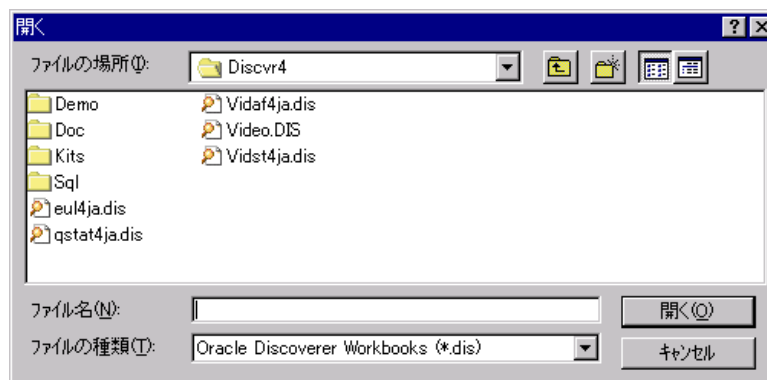 開く
ファイルの場所(I):
Discvr4
Demo
Doc
Kits
Sql
eul4ja.dis
qstat4ja.dis
Vidaf4ja.dis
Video.DIS
Vidst4ja.dis
ファイル名(N):
開く(O)
ファイルの種類(T):
Oracle Discoverer Workbooks (*.dis)
キャンセル